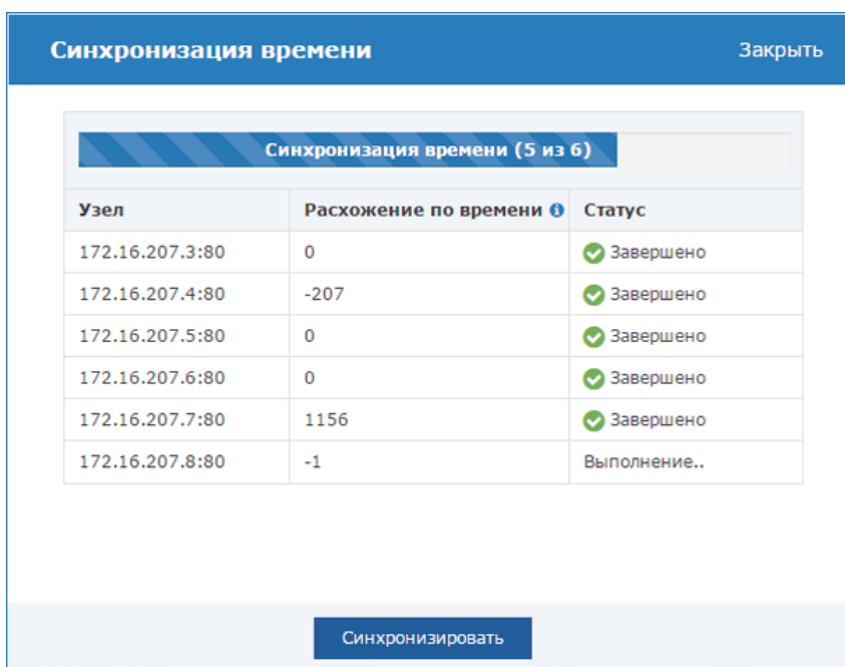 Синхронизация времени Закрыть
Синхронизация времени (5 из 6)
Узел Расхожение по времени Статус
172.16.207.3:80 0 Завершено
172.16.207.4:80 -207 Завершено
172.16.207.5:80 0 Завершено
172.16.207.6:80 0 Завершено
172.16.207.7:80 1156 Завершено
172.16.207.8:80 -1 Выполнение..
Синхронизировать